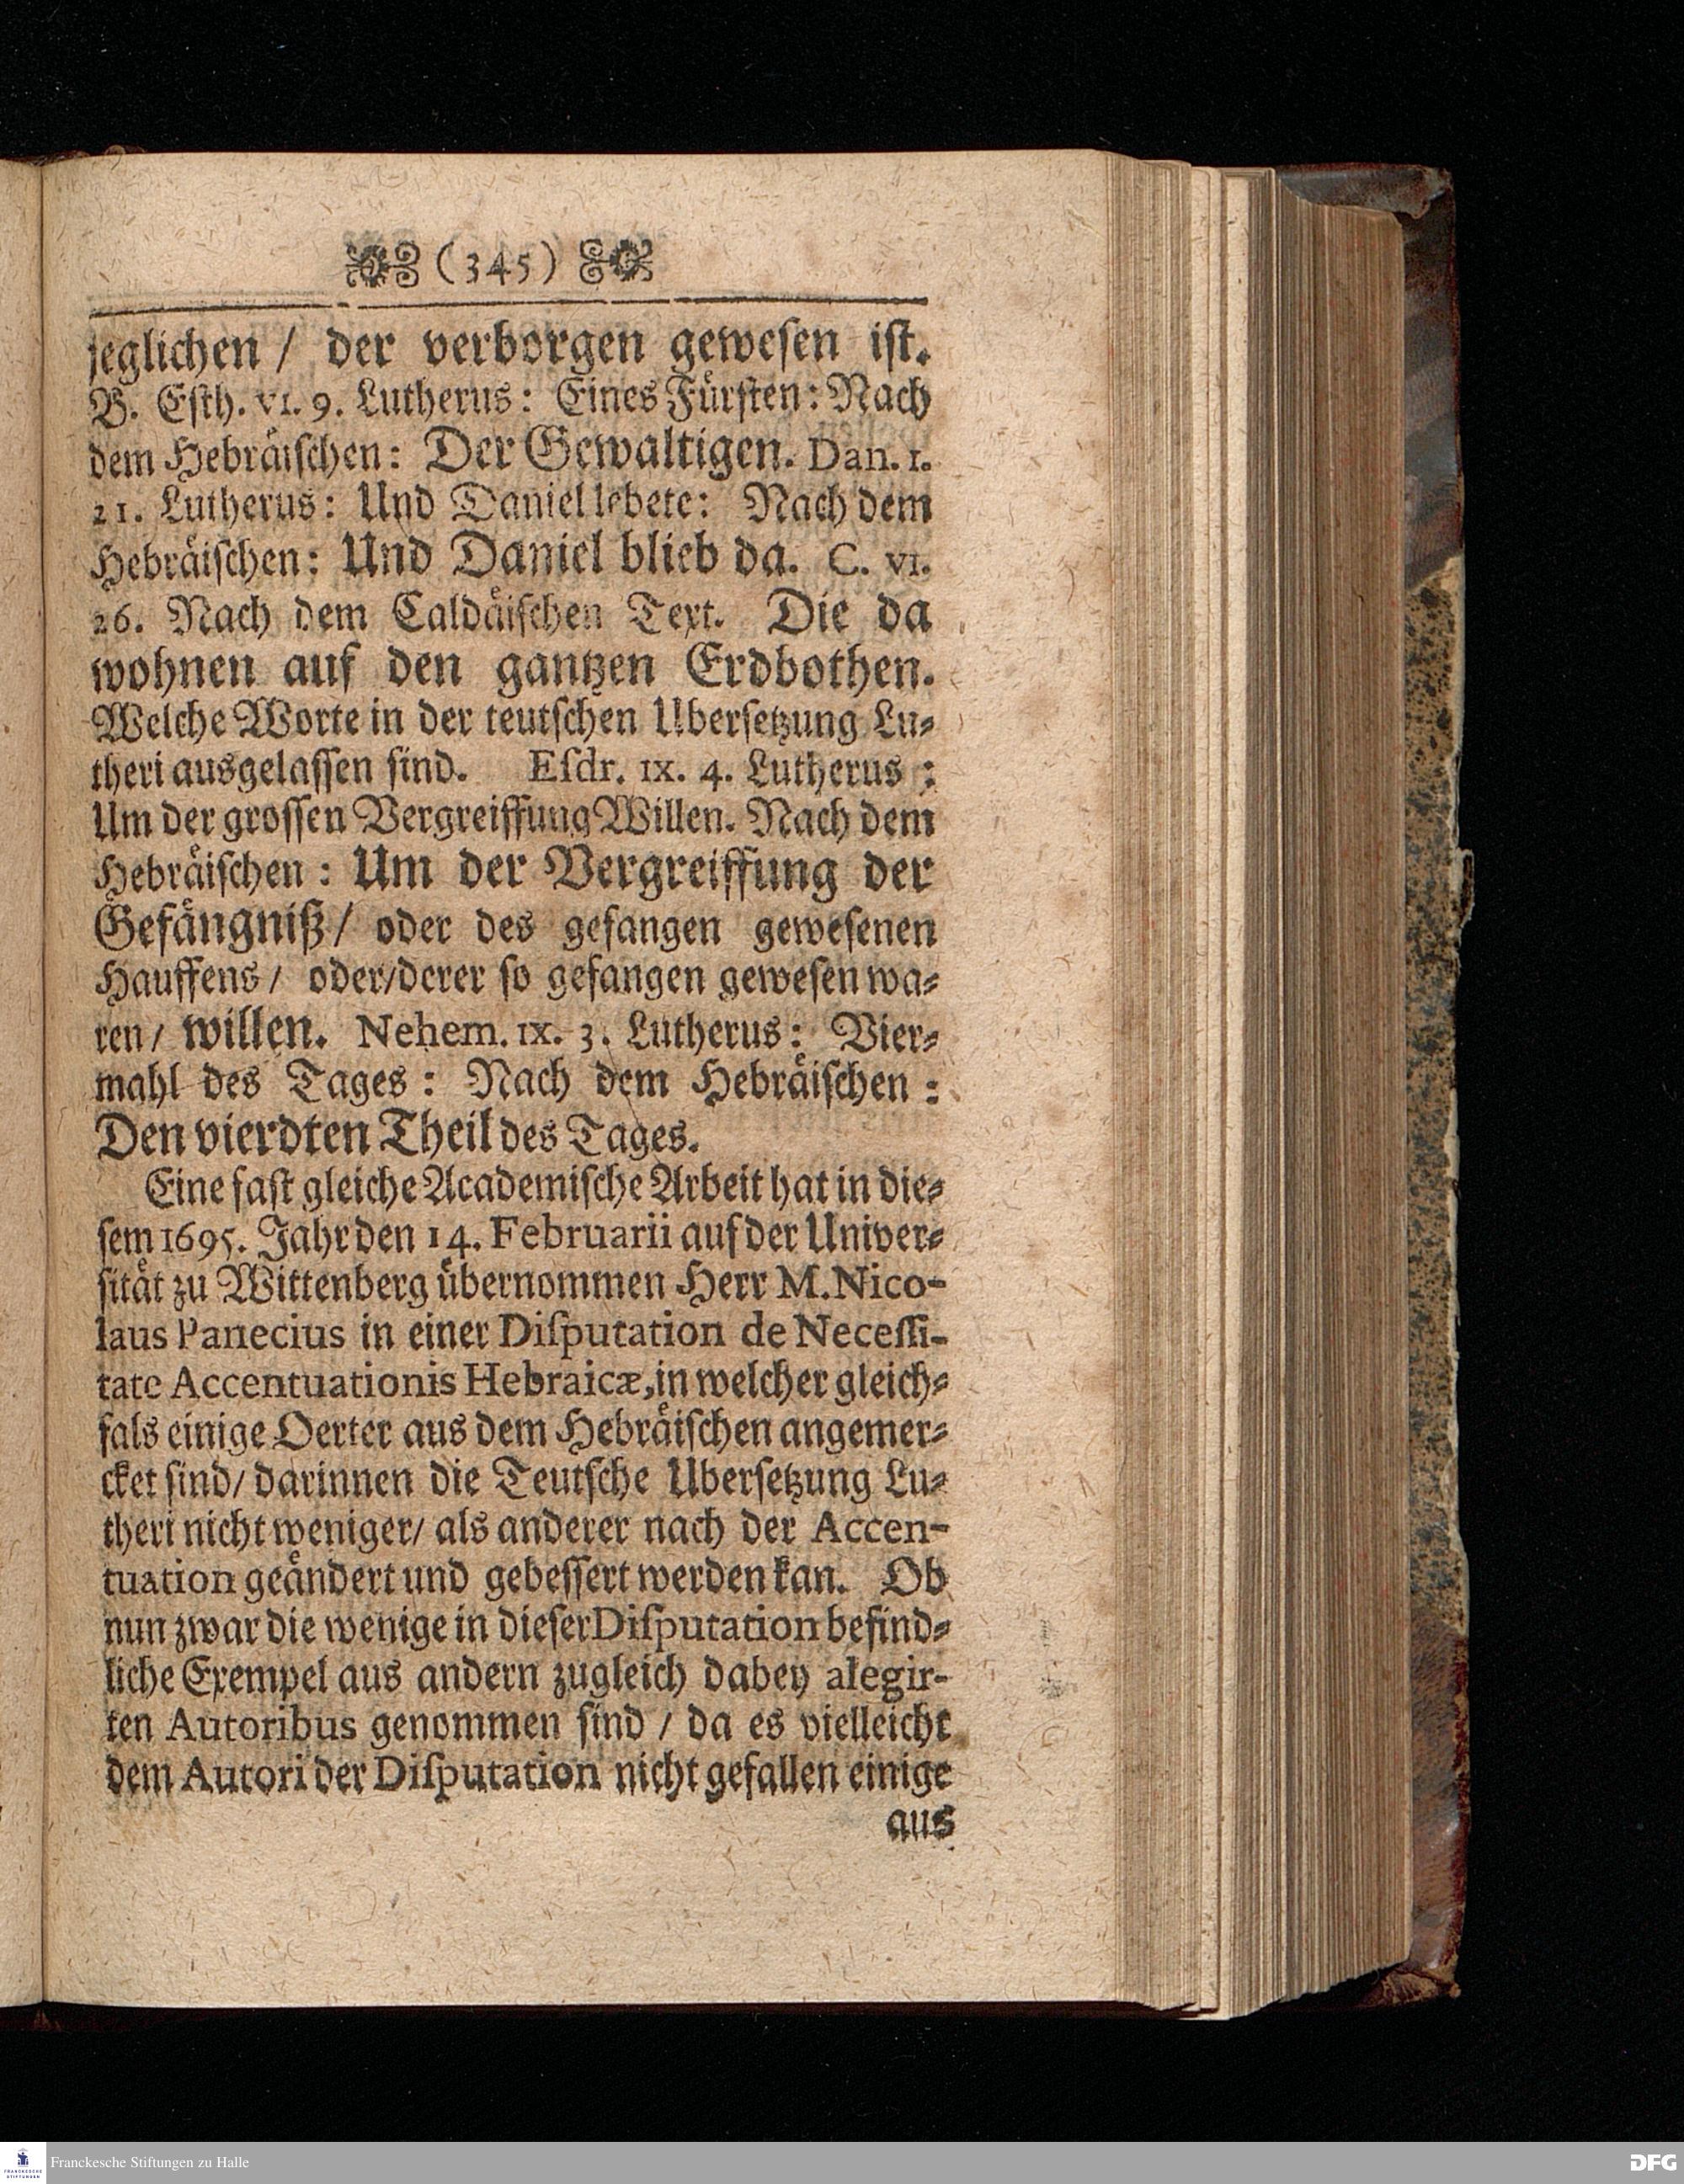 (345)
jeglichen / der verborgen gewesen ist.
B. Esth. VI. 9. Lutherus: Eines Fürsten: Nach
dem Hebräischen: Der Gewaltigen. Dan. I.
21. Lutherus: Und Daniel lebete: Nach dem
Hebräischen: Und Daniel blieb da. C. VI.
26. Nach dem Caldäischen Text. Die da
wohnen auf den gantzen Erdbothen.
Welche Worte in der teutschen Ubersetzung Lu-
theri ausgelassen sind. Esdr. IX. 4. Lutherus:
Um der grossen Vergreiffung Willen. Nach dem
Hebräischen: Um der Vergreiffung der
Gefängniß / oder des gefangen gewesenen
Hauffens / oder/derer so gefangen gewesen wa-
ren / willen. Nehem. IX. 3. Lutherus: Vier-
mahl des Tages: Nach dem Hebräischen:
Den vierdten Theil des Tages.
Eine fast gleiche Academische Arbeit hat in die-
sem 1695. Jahr den 14. Februarii auf der Univer-
sität zu Wittenberg übernommen Herr M. Nico-
laus Panecius in einer Disputation de Necessi-
tate Accentuationis Hebraicæ, in welcher gleich-
fals einige Oerter aus dem Hebräischen angemer-
cket sind / darinnen die Teutsche Ubersetzung Lu-
theri nicht weniger / als anderer nach der Accen-
tuation geändert und gebessert werden kan. Ob
nun zwar die wenige in dieser Disputation befind-
liche Exempel aus andern zugleich dabey alegir-
ten Autoribus genommen sind / da es vielleicht
dem Autori der Disputation nicht gefallen einige
aus
FRANCKESCHE
STIFTUNGEN
Franckesche Stiftungen zu Halle
DFG